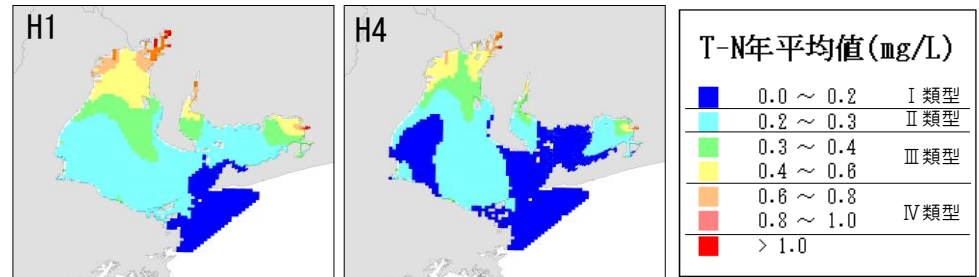 H1
H4
T-N年平均値(mg/L)
0.0 ～ 0.2 Ⅰ類型
0.2 ～ 0.3 Ⅱ類型
0.3 ～ 0.4
Ⅲ類型
0.4 ～ 0.6
0.6 ～ 0.8
Ⅳ類型
0.8 ～ 1.0
> 1.0